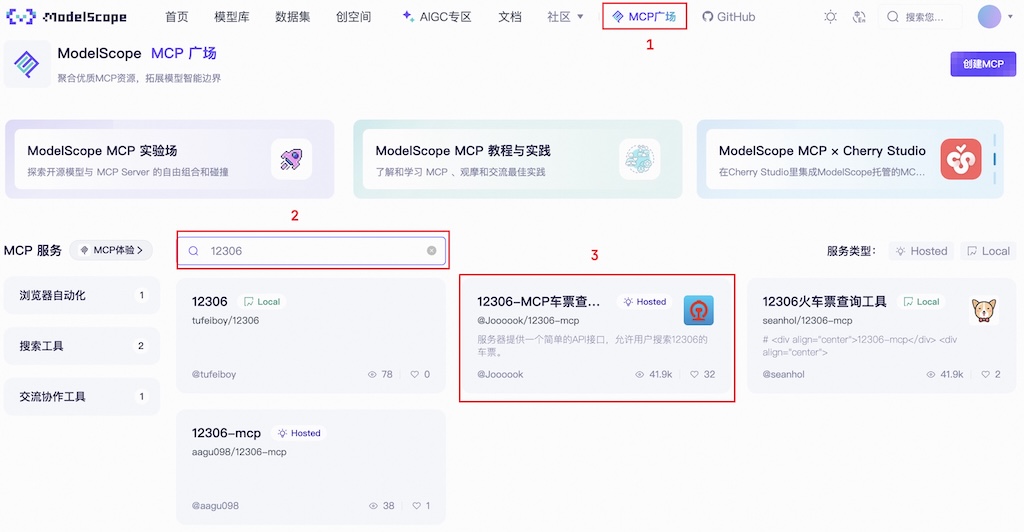 ModelScope
首页
模型库
数据集
创空间
AIGC专区
文档
社区
MCP广场
GitHub
搜索您...
1
ModelScope MCP 广场
聚合优质MCP资源，拓展模型智能边界
创建MCP
ModelScope MCP 实验场
探索开源模型与 MCP Server 的自由组合和碰撞
ModelScope MCP 教程与实践
了解和学习 MCP 、观摩和交流最佳实践
ModelScope MCP × Cherry Studio
在Cherry Studio里集成ModelScope托管的MC...
2
MCP 服务
MCP体验 >
12306
3
服务类型：
Hosted
Local
浏览器自动化 1
搜索工具 2
交流协作工具 1
12306 Local
tufeiboy/12306
@tufeiboy 78 0
12306-MCP车票查... Hosted
@Joooook/12306-mcp
服务器提供一个简单的API接口，允许用户搜索12306的
车票。
@Joooook 41.9k 32
12306火车票查询工具 Local
seanhol/12306-mcp
# <div align="center">12306-mcp</div> <div
align="center">
@seanhol 41.9k 2
12306-mcp Hosted
aagu098/12306-mcp
@aagu098 38 1